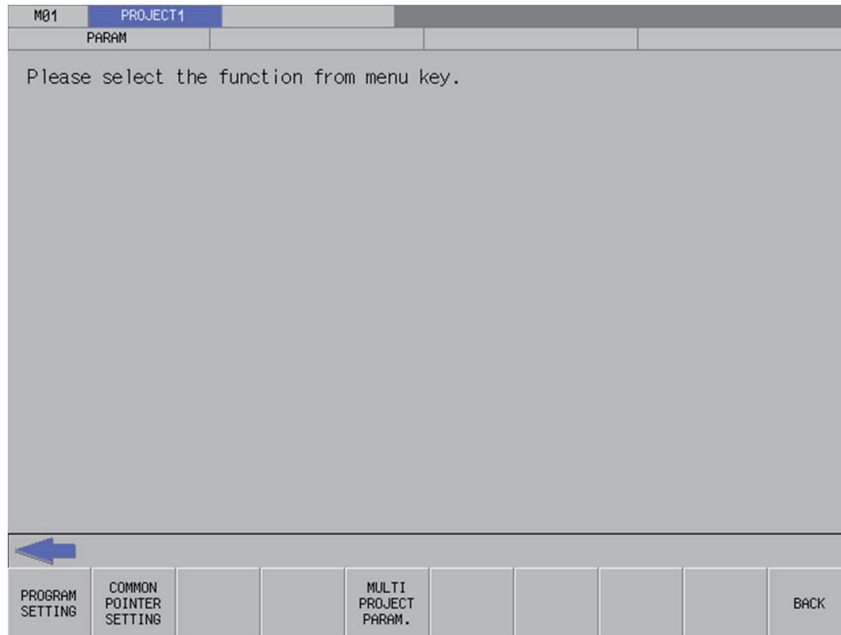 M01 PROJECT1
PARAM
Please select the function from menu key.
PROGRAM
SETTING
COMMON
POINTER
SETTING
MULTI
PROJECT
PARAM.
BACK